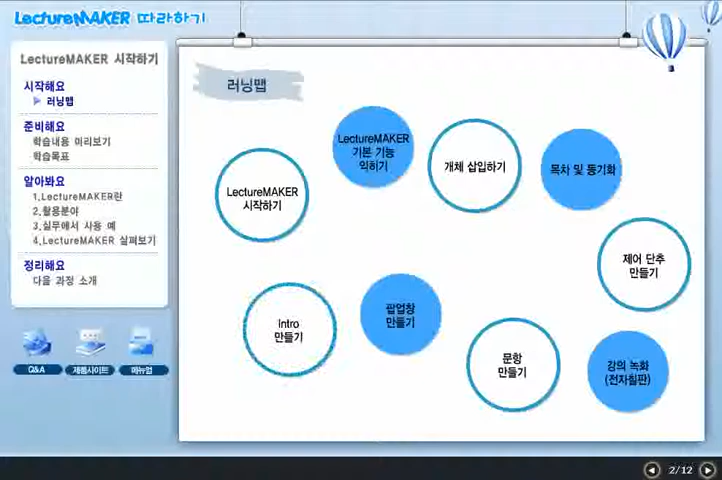 LectureMAKER 따라하기
LectureMAKER 시작하기
시작해요
▶ 러닝맵
준비해요
학습내용 미리보기
학습목표
알아봐요
1.LectureMAKER란
2.활용분야
3.실무에서 사용 예
4.LectureMAKER 살펴보기
정리해요
다음 과정 소개
Q&A
제품사이트
메뉴얼
러닝맵
LectureMAKER
시작하기
LectureMAKER
기본 기능
익히기
개체 삽입하기
목차 및 동기화
제어 단추
만들기
Intro
만들기
팝업창
만들기
문항
만들기
강의 녹화
(전자칠판)
2/12